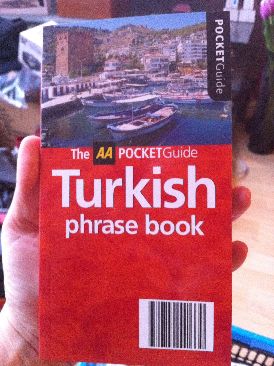 POCKETGuide
The AA POCKETGuide
Turkish
phrase book